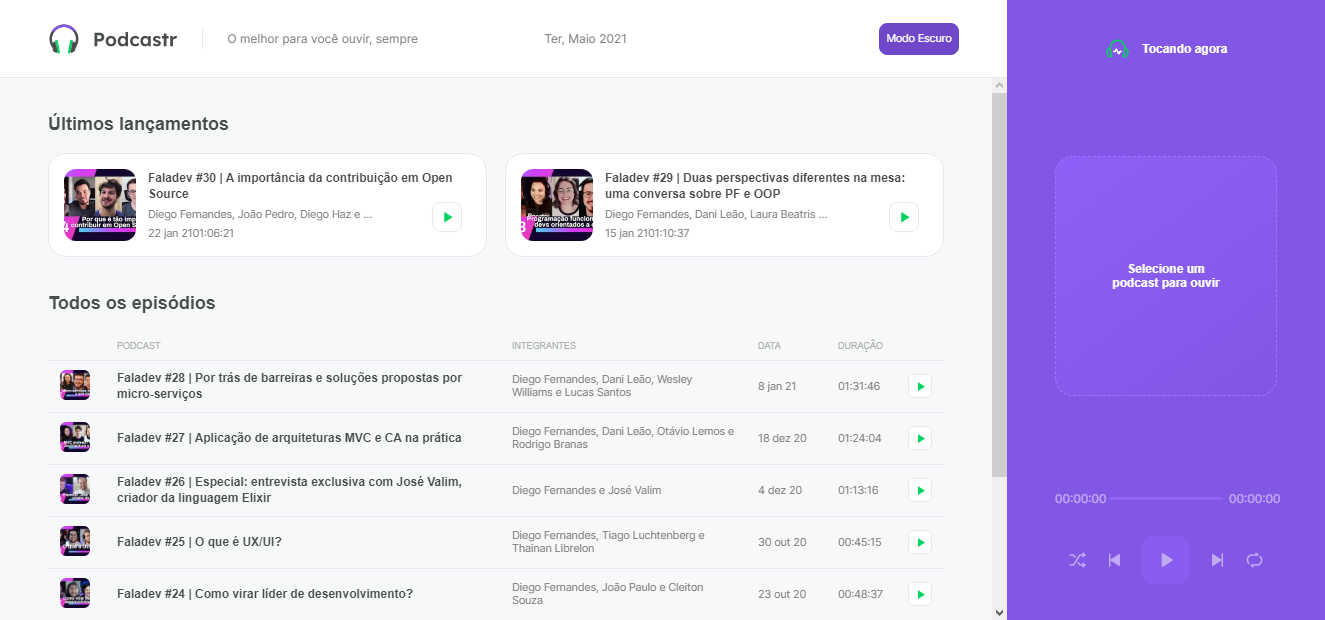 Podcastr
O melhor para você ouvir, sempre
Ter, Maio 2021
Modo Escuro
Tocando agora
Últimos lançamentos
Faladev #30 | A importância da contribuição em Open
Source
Diego Fernandes, João Pedro, Diego Haz e ...
22 jan 2101:06:21
Por que é tão imp
contribuir em Open S
Faladev #29 | Duas perspectivas diferentes na mesa:
uma conversa sobre PF e OOP
Diego Fernandes, Dani Leão, Laura Beatris ...
15 jan 2101:10:37
Programação funcion
devs orientados a
Todos os episódios
PODCAST INTEGRANTES DATA DURAÇÃO
Faladev #28 | Por trás de barreiras e soluções propostas por
micro-serviços
Diego Fernandes, Dani Leão, Wesley
Williams e Lucas Santos
8 jan 21
01:31:46
Faladev #27 | Aplicação de arquiteturas MVC e CA na prática
Diego Fernandes, Dani Leão, Otávio Lemos e
Rodrigo Branas
18 dez 20
01:24:04
Faladev #26 | Especial: entrevista exclusiva com José Valim,
criador da linguagem Elixir
Diego Fernandes e José Valim
4 dez 20
01:13:16
Faladev #25 | O que é UX/UI?
Diego Fernandes, Tiago Luchtenberg e
Thainan Librelon
30 out 20
00:45:15
Faladev #24 | Como virar líder de desenvolvimento?
Diego Fernandes, João Paulo e Cleiton
Souza
23 out 20
00:48:37
Selecione um
podcast para ouvir
00:00:00 00:00:00